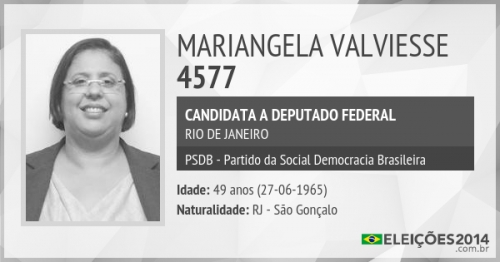 MARIANGELA VALVIESSE
4577
CANDIDATA A DEPUTADO FEDERAL
RIO DE JANEIRO
PSDB - Partido da Social Democracia Brasileira
Idade: 49 anos (27-06-1965)
Naturalidade: RJ - São Gonçalo
ELEIÇÕES2014
.com.br